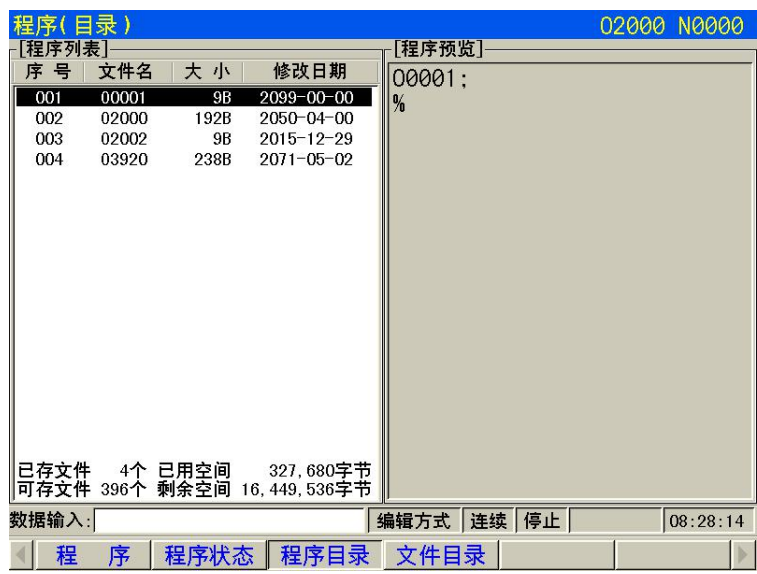 程序(目录) O2000 N0000
[程序列表]
序 号 文件名 大 小 修改日期
001 O0001 9B 2099-00-00
002 O2000 192B 2050-04-00
003 O2002 9B 2015-12-29
004 O3920 238B 2071-05-02
已存文件 4个 已用空间 327,680字节
可存文件 396个 剩余空间 16,449,536字节
[程序预览]
O0001;
%
数据输入: 编辑方式 连续 停止 08:28:14
程 序 程序状态 程序目录 文件目录